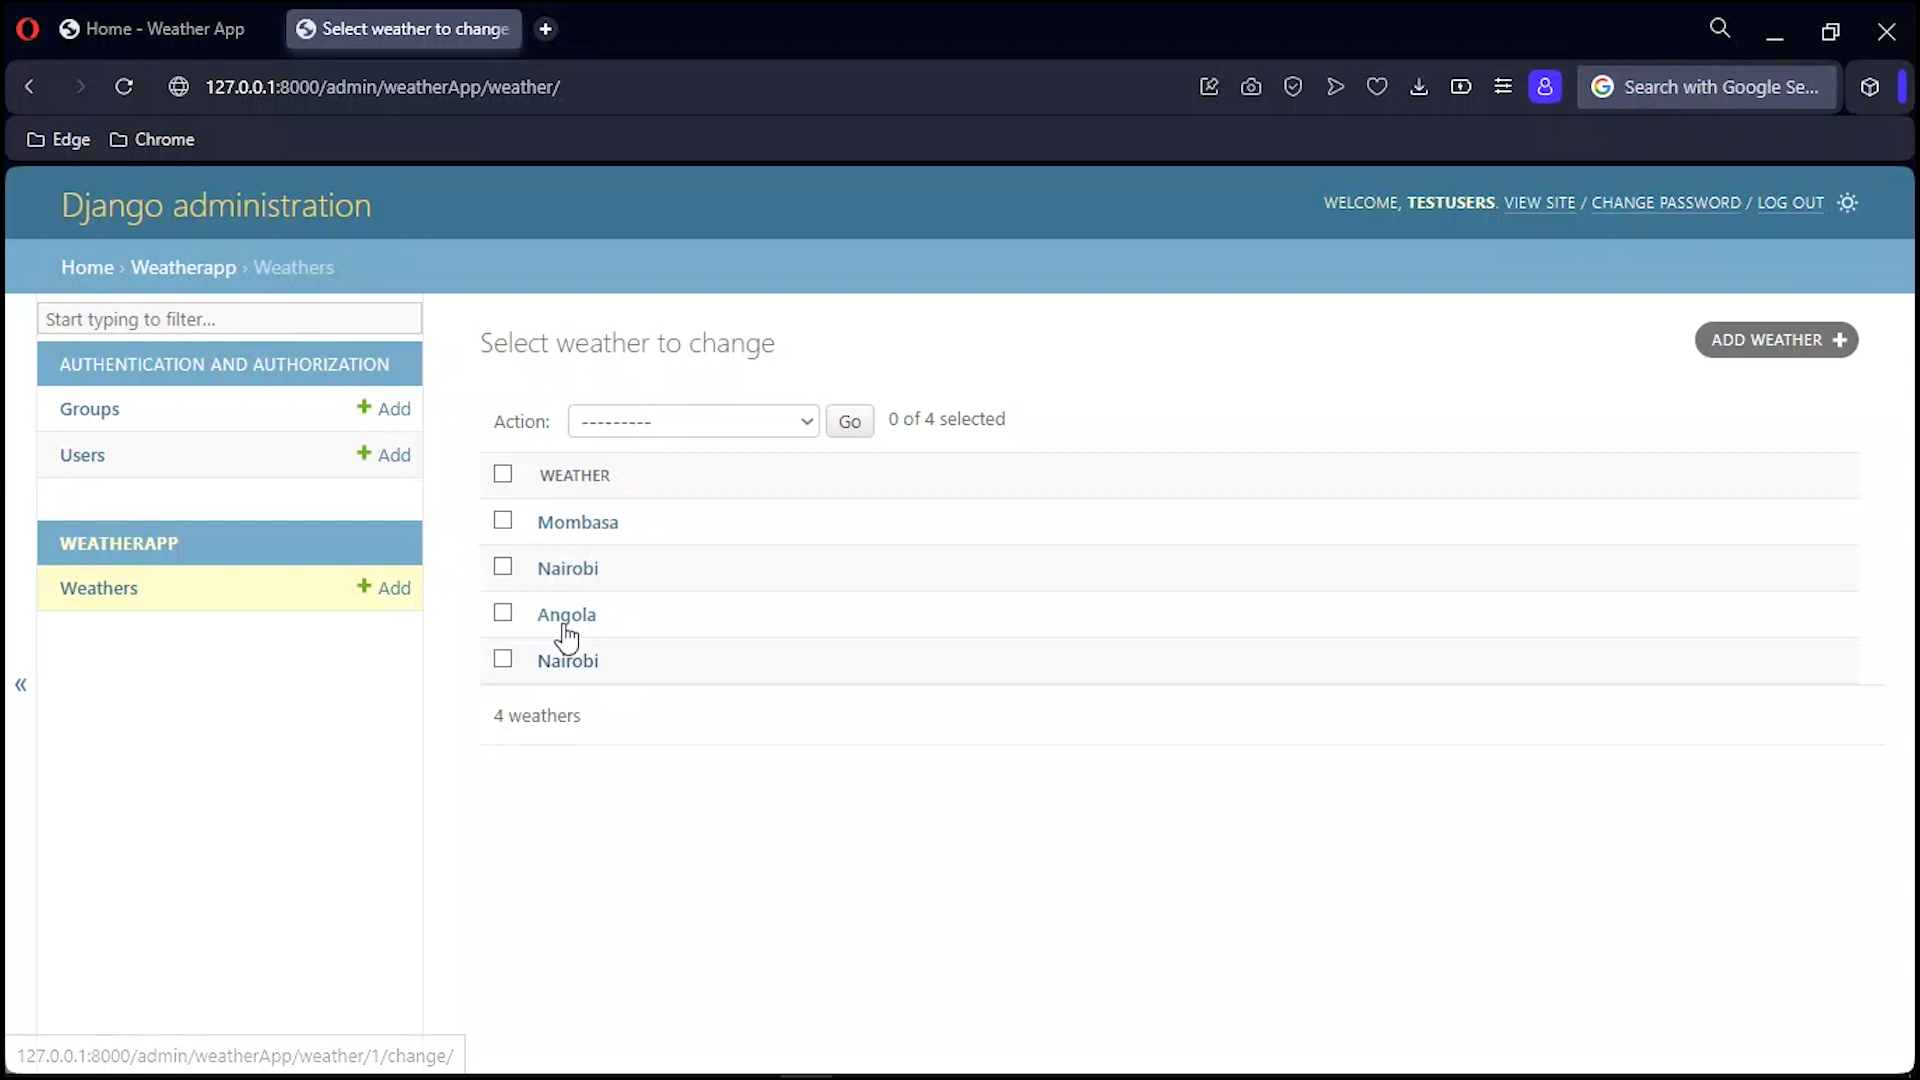 Home - Weather App
Select weather to change
127.0.0.1:8000/admin/weatherApp/weather/
Search with Google Se...
Edge
Chrome
Django administration
WELCOME, TESTUSERS. VIEW SITE / CHANGE PASSWORD / LOG OUT
Home › Weatherapp › Weathers
Start typing to filter...
AUTHENTICATION AND AUTHORIZATION
Groups + Add
Users + Add
WEATHERAPP
Weathers + Add
«
Select weather to change
ADD WEATHER +
Action: --------- Go 0 of 4 selected
WEATHER
Mombasa
Nairobi
Angola
Nairobi
4 weathers
127.0.0.1:8000/admin/weatherApp/weather/1/change/